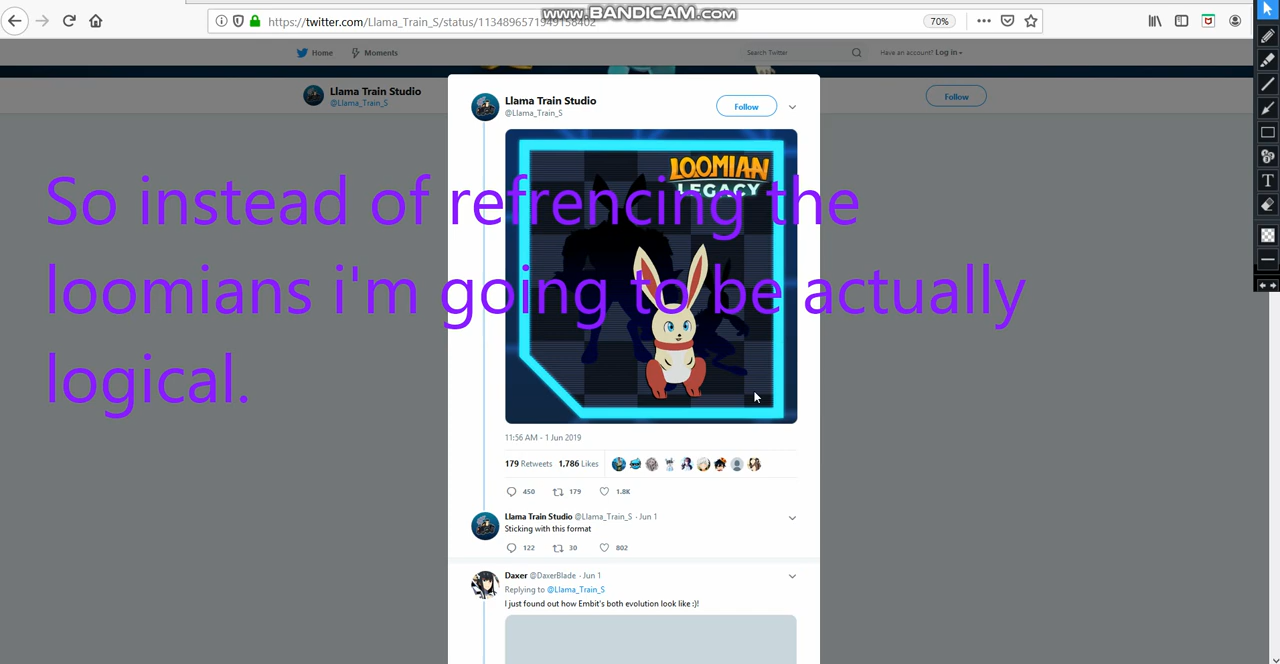 www.BANDICAM.com
https://twitter.com/Llama_Train_S/status/1134896571949158402
70%
Home
Moments
Search Twitter
Have an account? Log in
Llama Train Studio
@Llama_Train_S
Follow
Llama Train Studio
@Llama_Train_S
Follow
LOOMIAN
LEGACY
So instead of refrencing the
loomians i'm going to be actually
logical.
11:56 AM - 1 Jun 2019
179 Retweets 1,786 Likes
450 179 1.8K
Llama Train Studio @Llama_Train_S · Jun 1
Sticking with this format
122 30 802
Daxer @DaxerBlade · Jun 1
Replying to @Llama_Train_S
I just found out how Embit's both evolution look like :)!
T